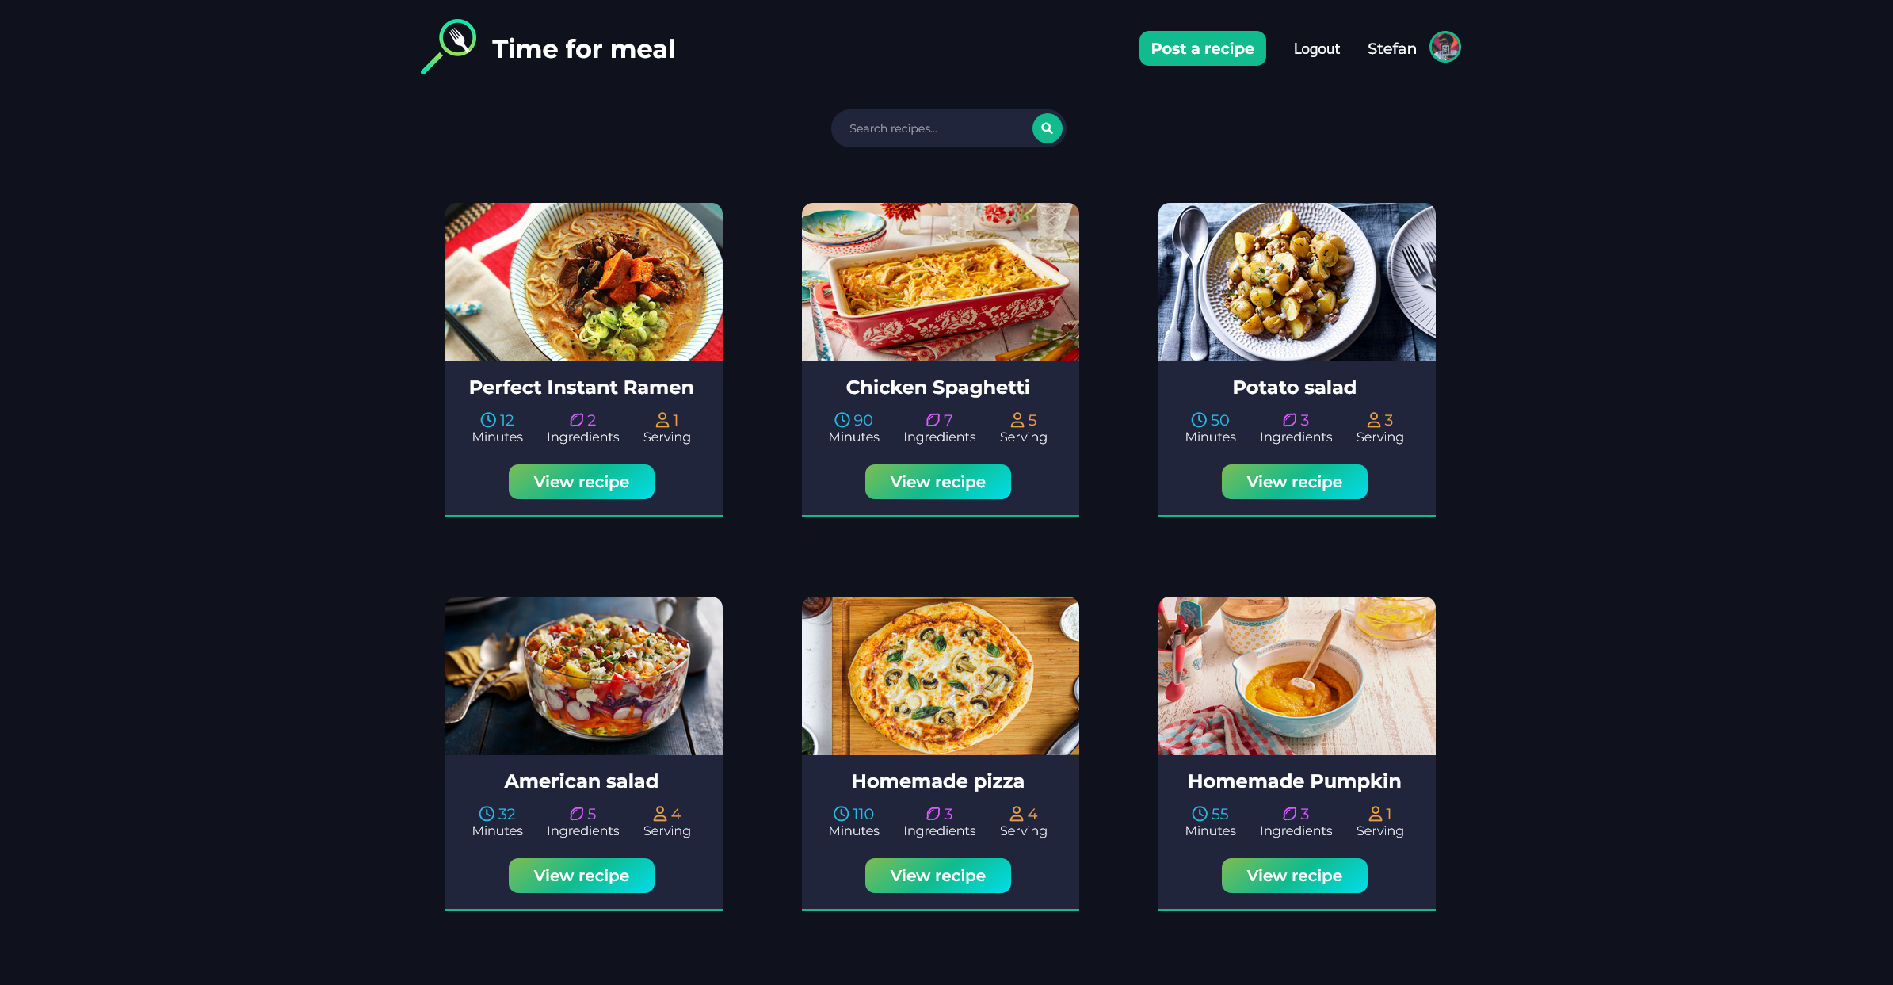 Time for meal
Post a recipe
Logout
Stefan
Search recipes...
Perfect Instant Ramen
12
2
1
Minutes
Ingredients
Serving
View recipe
Chicken Spaghetti
90
7
5
Minutes
Ingredients
Serving
View recipe
Potato salad
50
3
3
Minutes
Ingredients
Serving
View recipe
American salad
32
5
4
Minutes
Ingredients
Serving
View recipe
Homemade pizza
110
3
4
Minutes
Ingredients
Serving
View recipe
Homemade Pumpkin
55
3
1
Minutes
Ingredients
Serving
View recipe